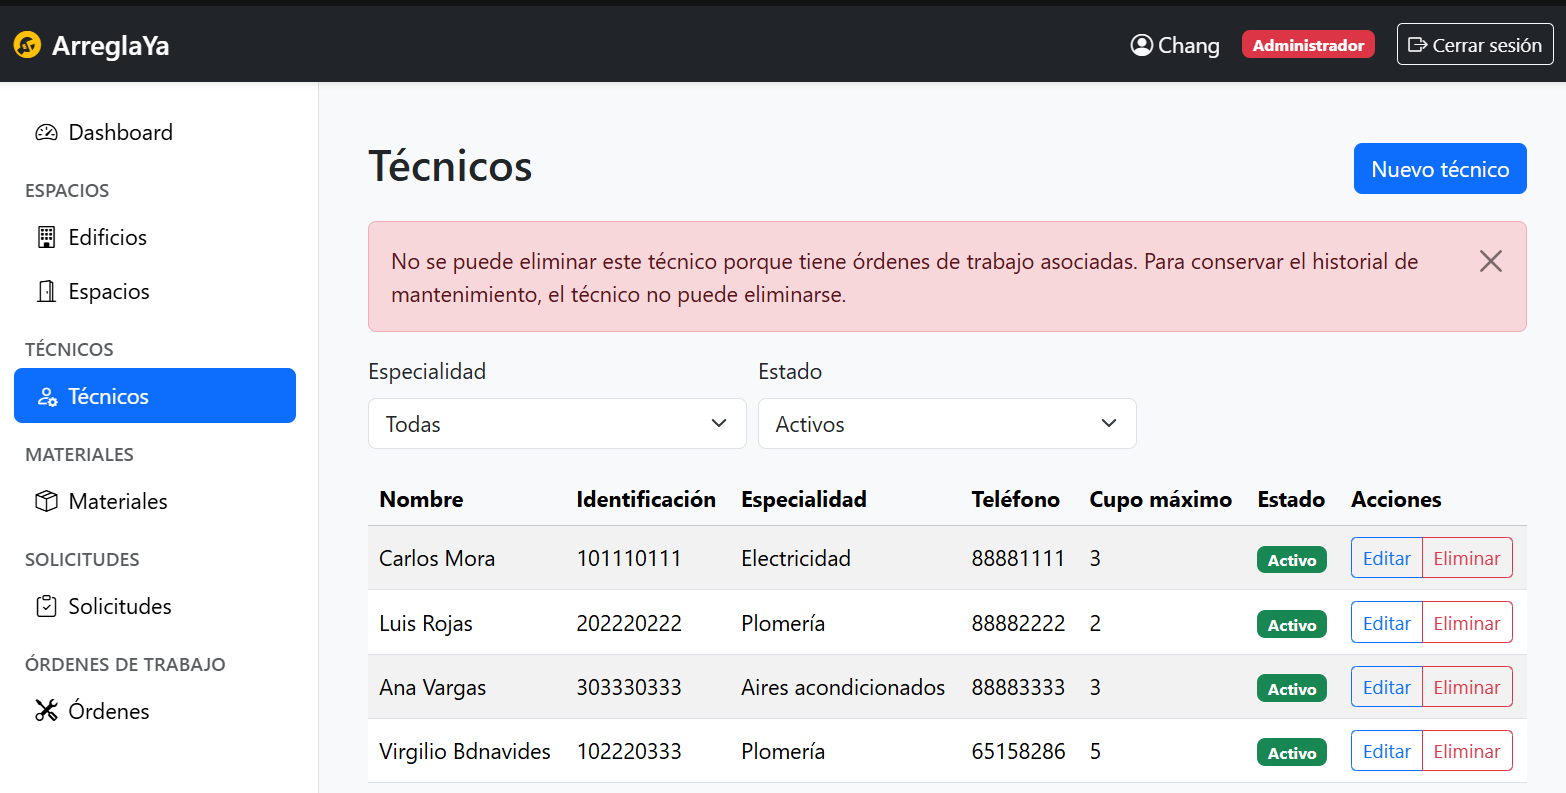 ArreglaYa
Chang
Administrador
Cerrar sesión
Dashboard
ESPACIOS
Edificios
Espacios
TÉCNICOS
Técnicos
MATERIALES
Materiales
SOLICITUDES
Solicitudes
ÓRDENES DE TRABAJO
Órdenes
Técnicos
Nuevo técnico
No se puede eliminar este técnico porque tiene órdenes de trabajo asociadas. Para conservar el historial de
mantenimiento, el técnico no puede eliminarse.
Especialidad
Estado
Todas
Activos
Nombre Identificación Especialidad Teléfono Cupo máximo Estado Acciones
Carlos Mora 101110111 Electricidad 88881111 3 Activo Editar Eliminar
Luis Rojas 202220222 Plomería 88882222 2 Activo Editar Eliminar
Ana Vargas 303330333 Aires acondicionados 88883333 3 Activo Editar Eliminar
Virgilio Bdnavides 102220333 Plomería 65158286 5 Activo Editar Eliminar